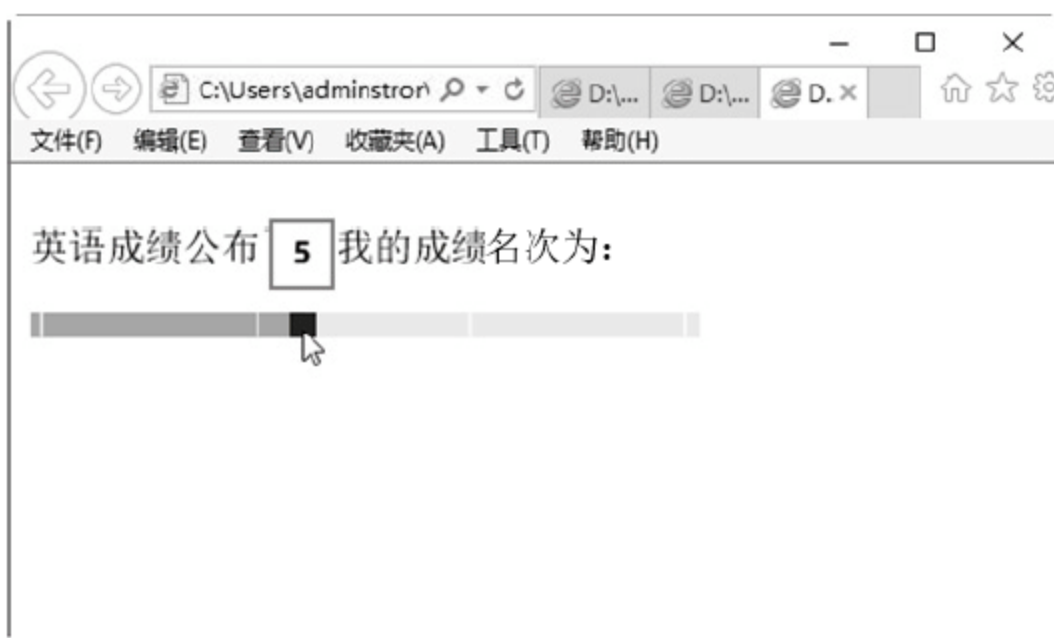 C:\Users\adminstror D:\... D:\... D.
文件(F) 编辑(E) 查看(V) 收藏夹(A) 工具(T) 帮助(H)
英语成绩公布 5 我的成绩名次为：